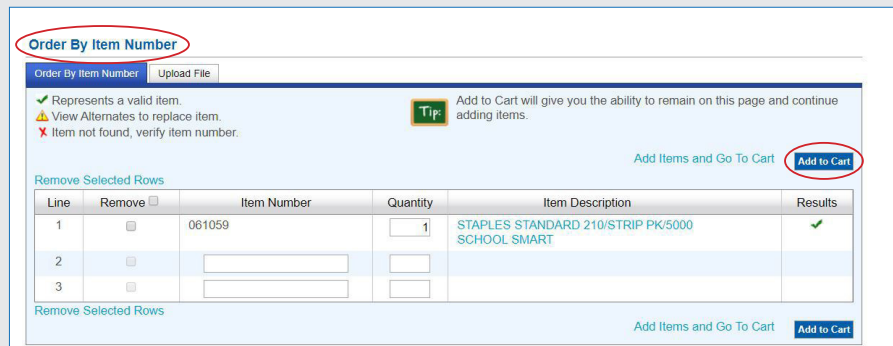 Order By Item Number
Order By Item Number Upload File
Represents a valid item.
View Alternates to replace item.
Item not found, verify item number.
Tip:
Add to Cart will give you the ability to remain on this page and continue
adding items.
Add Items and Go To Cart Add to Cart
Remove Selected Rows
Line Remove Item Number Quantity Item Description Results
1 061059 1 STAPLES STANDARD 210/STRIP PK/5000
SCHOOL SMART
2
3
Remove Selected Rows
Add Items and Go To Cart Add to Cart